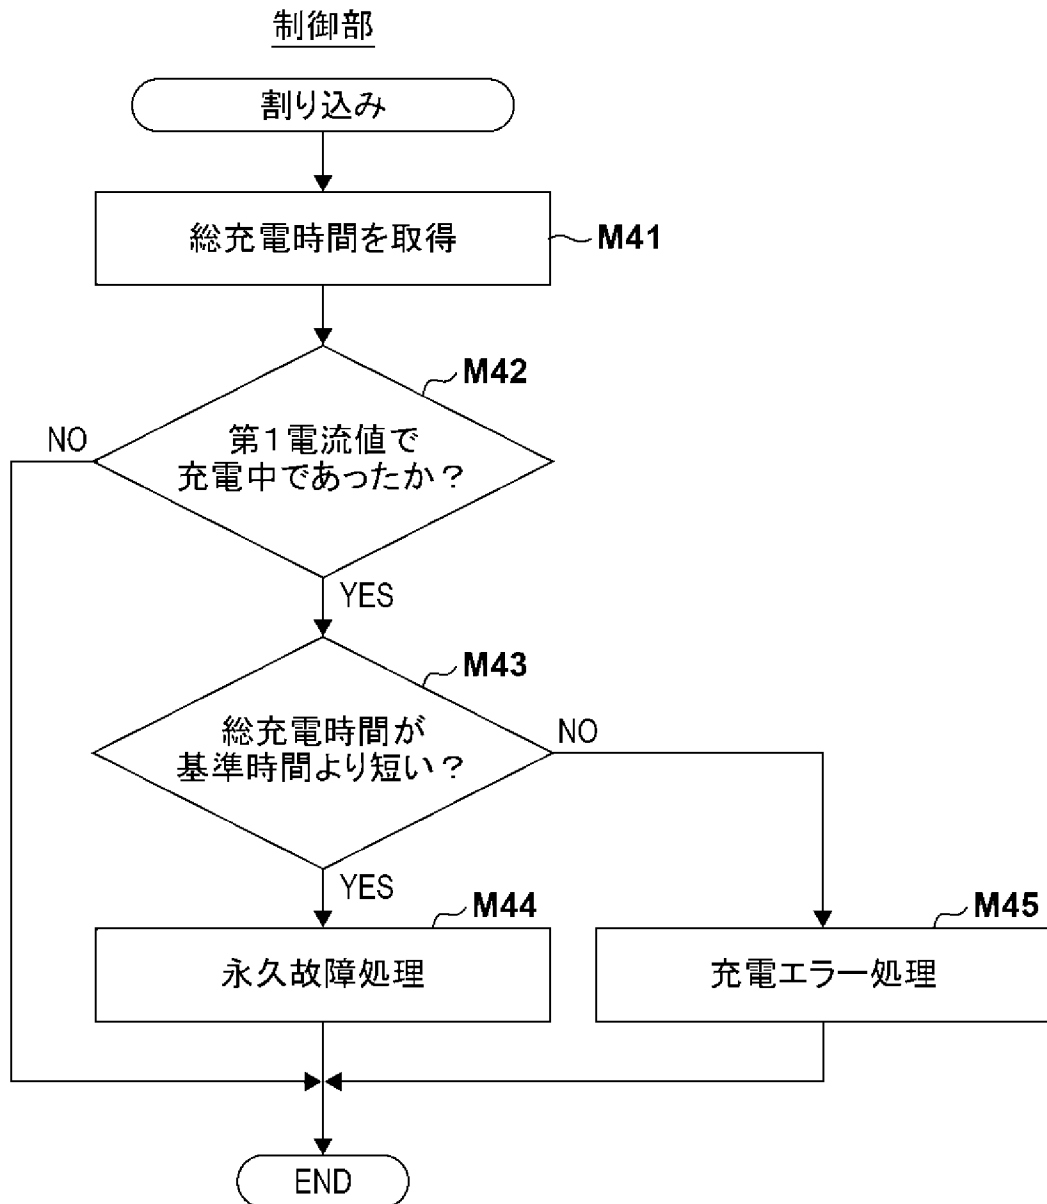 制御部
割り込み
総充電時間を取得
M41
M42
第1電流値で
充電中であったか？
NO
YES
M43
総充電時間が
基準時間より短い？
NO
YES
M44
永久故障処理
M45
充電エラー処理
END